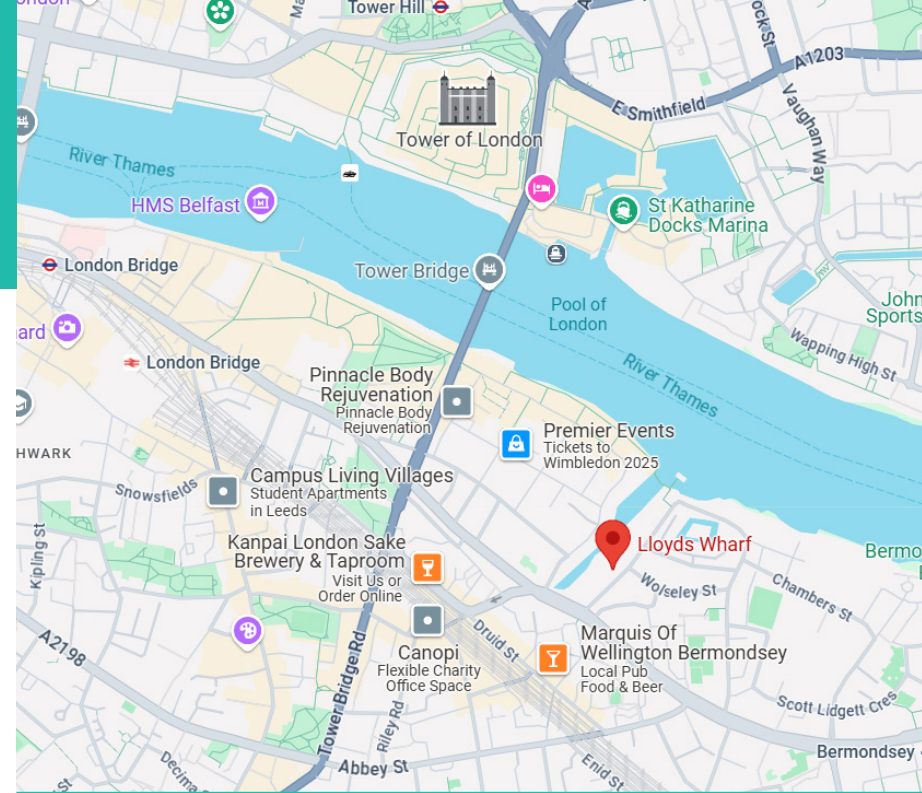 ondon
Tower Hill
A1203
Vaughan Way
E Smithfield
Tower of London
River Thames
HMS Belfast
St Katharine
Docks Marina
London Bridge
Tower Bridge
Pool of
London
John
Sports
ard
London Bridge
Wapping High St
River Thames
Pinnacle Body
Rejuvenation
Pinnacle Body
Rejuvenation
Premier Events
Tickets to
Wimbledon 2025
HWARK
Snowsfields
Campus Living Villages
Student Apartments
in Leeds
Kipling St
Kanpai London Sake
Brewery & Taproom
Visit Us or
Order Online
Lloyds Wharf
Bermo
Wolseley St
Chambers St
A2198
Druid St
Canopi
Flexible Charity
Office Space
Marquis Of
Wellington Bermondsey
Local Pub
Food & Beer
Tower Bridge Rd
Riley Rd
Scott Lidgett Cres
Bermondsey
Abbey St
Decima
Enid St